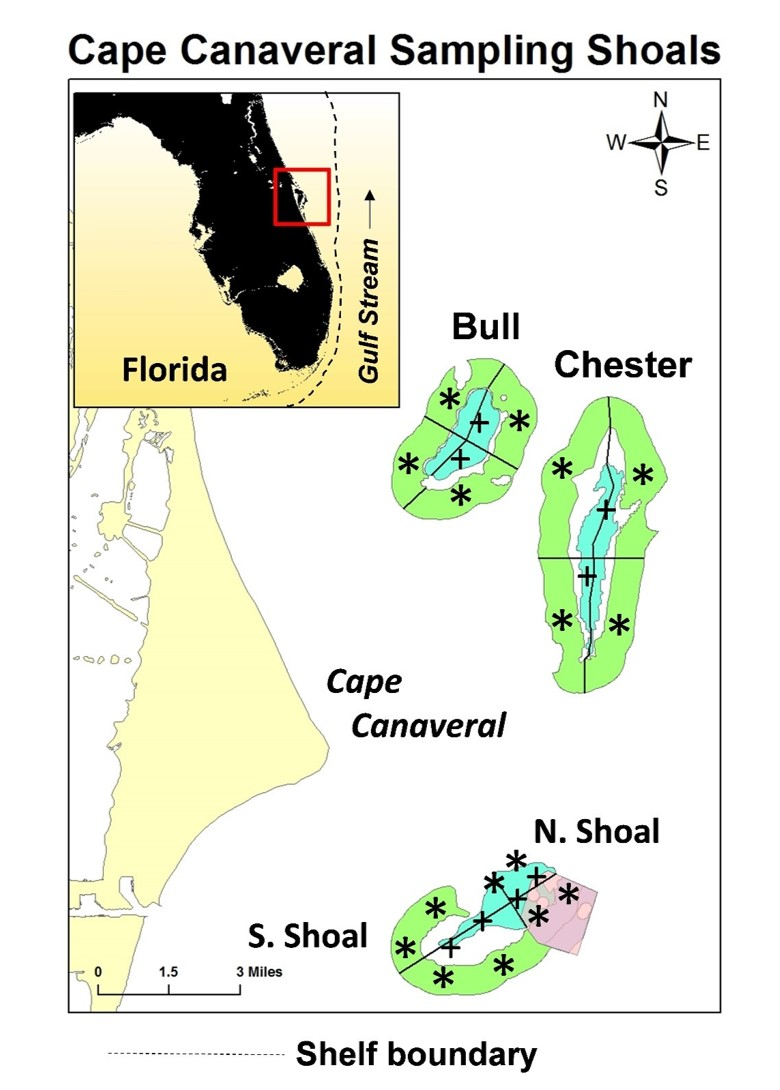 Cape Canaveral Sampling Shoals
N
W E
S
Gulf Stream
Florida
Bull
Chester
Cape
Canaveral
N. Shoal
S. Shoal
0 1.5 3 Miles
Shelf boundary